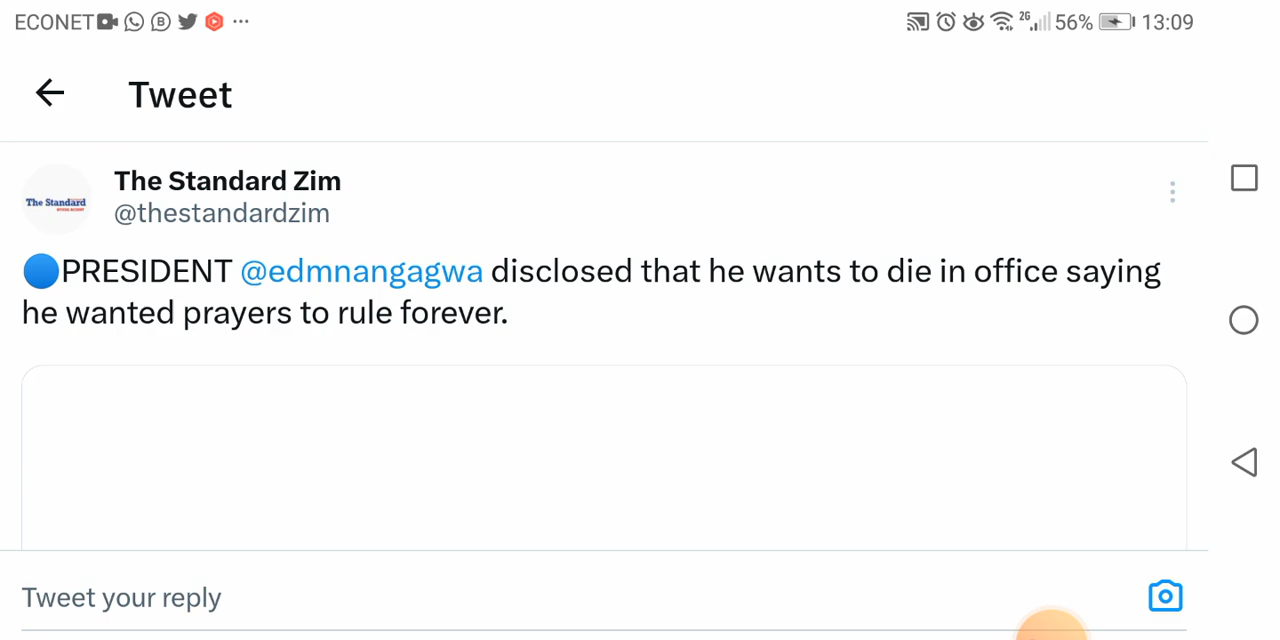 ECONET ... 2G 56% 13:09
Tweet
The Standard
The Standard Zim
@thestandardzim
PRESIDENT @edmnangagwa disclosed that he wants to die in office saying
he wanted prayers to rule forever.
Tweet your reply